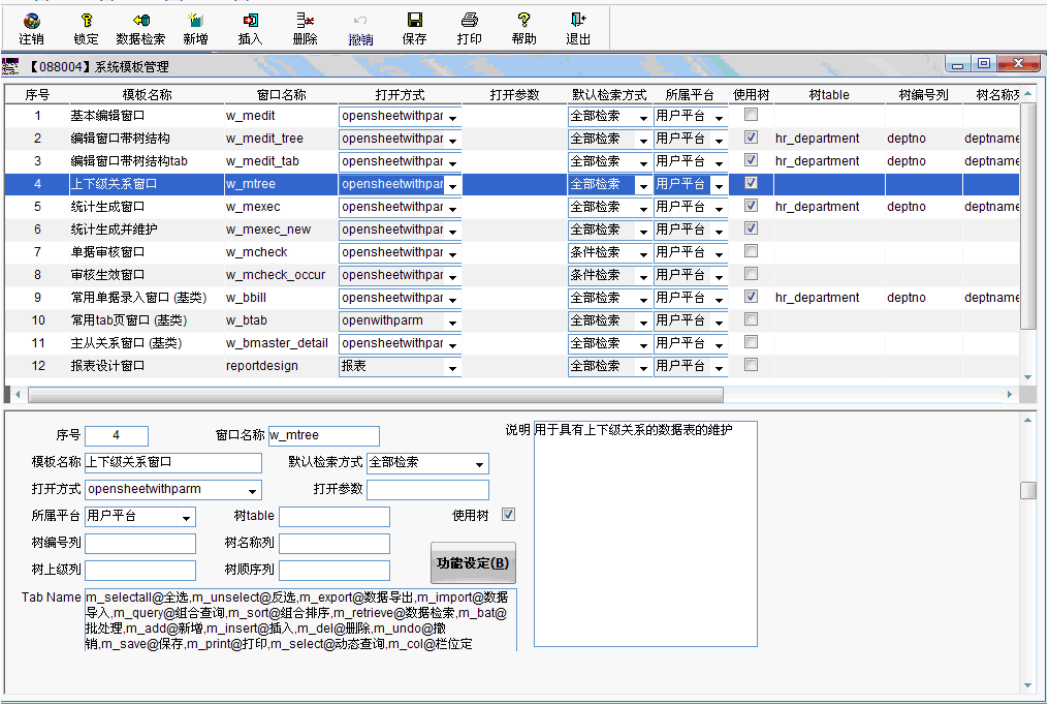 注销 锁定 数据检索 新增 插入 删除 撤销 保存 打印 帮助 退出
【088004】系统模板管理
序号 模板名称 窗口名称 打开方式 打开参数 默认检索方式 所属平台 使用树 树table 树编号列 树名称
1 基本编辑窗口 w_medit opensheetwithpar 全部检索 用户平台
2 编辑窗口带树结构 w_medit_tree opensheetwithpar 全部检索 用户平台 hr_department deptno deptname
3 编辑窗口带树结构tab w_medit_tab opensheetwithpar 全部检索 用户平台 hr_department deptno deptname
4 上下级关系窗口 w_mtree opensheetwithpar 全部检索 用户平台
5 统计生成窗口 w_mexec opensheetwithpar 全部检索 用户平台 hr_department deptno deptname
6 统计生成并维护 w_mexec_new opensheetwithpar 全部检索 用户平台
7 单据审核窗口 w_mcheck opensheetwithpar 条件检索 用户平台
8 审核生效窗口 w_mcheck_occur opensheetwithpar 条件检索 用户平台
9 常用单据录入窗口 (基类) w_bbill opensheetwithpar 全部检索 用户平台 hr_department deptno deptname
10 常用tab页窗口 (基类) w_btab openwithparm 全部检索 用户平台
11 主从关系窗口 (基类) w_bmaster_detail opensheetwithpar 全部检索 用户平台
12 报表设计窗口 reportdesign 报表 全部检索 用户平台
序号 4 窗口名称 w_mtree 说明 用于具有上下级关系的数据表的维护
模板名称 上下级关系窗口 默认检索方式 全部检索
打开方式 opensheetwithparm 打开参数
所属平台 用户平台 树table 使用树
树编号列 树名称列
树上级列 树顺序列 功能设定(B)
Tab Name m_selectall@全选,m_unselect@反选,m_export@数据导出,m_import@数据
导入,m_query@组合查询,m_sort@组合排序,m_retrieve@数据检索,m_bat@
批处理,m_add@新增,m_insert@插入,m_del@删除,m_undo@撤
销,m_save@保存,m_print@打印,m_select@动态查询,m_col@栏位定